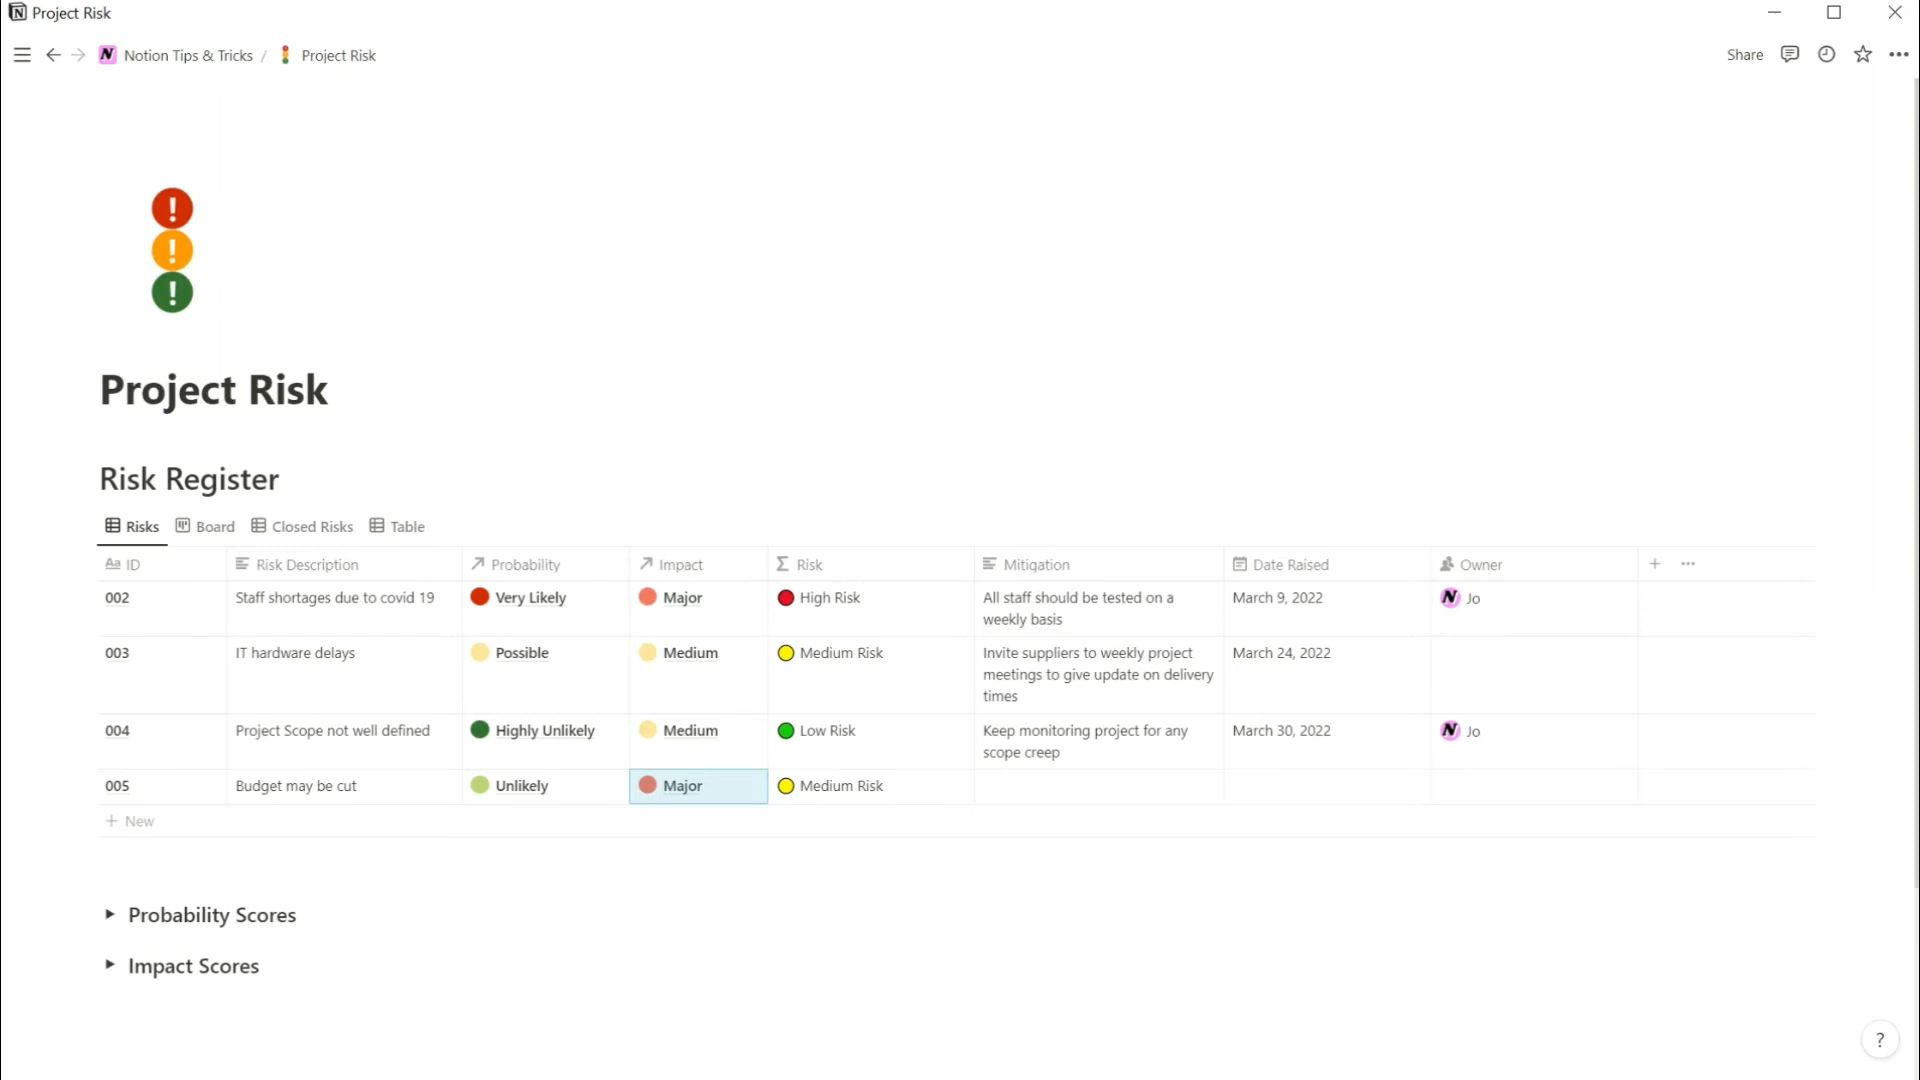 Project Risk
Notion Tips & Tricks / Project Risk
Share
Project Risk
Risk Register
Risks Board Closed Risks Table
Aa ID Risk Description Probability Impact Σ Risk Mitigation Date Raised Owner + •••
002 Staff shortages due to covid 19 Very Likely Major High Risk All staff should be tested on a March 9, 2022 N Jo
weekly basis
003 IT hardware delays Possible Medium Medium Risk Invite suppliers to weekly project March 24, 2022
meetings to give update on delivery
times
004 Project Scope not well defined Highly Unlikely Medium Low Risk Keep monitoring project for any March 30, 2022 N Jo
scope creep
005 Budget may be cut Unlikely Major Medium Risk
+ New
Probability Scores
Impact Scores
?